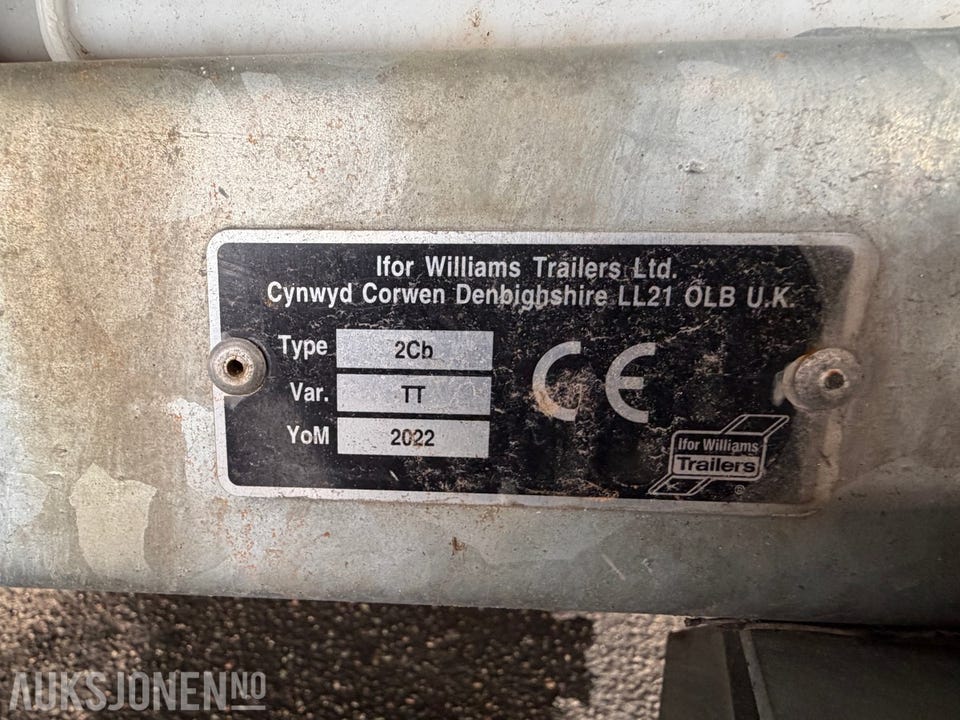 Ifor Williams Trailers Ltd.
Cynwyd Corwen Denbighshire LL21 OLB U.K.
Type 2Cb
Var. TT
YoM 2022
CE
Ifor Williams
Trailers
®
AUKSJONEN.NO